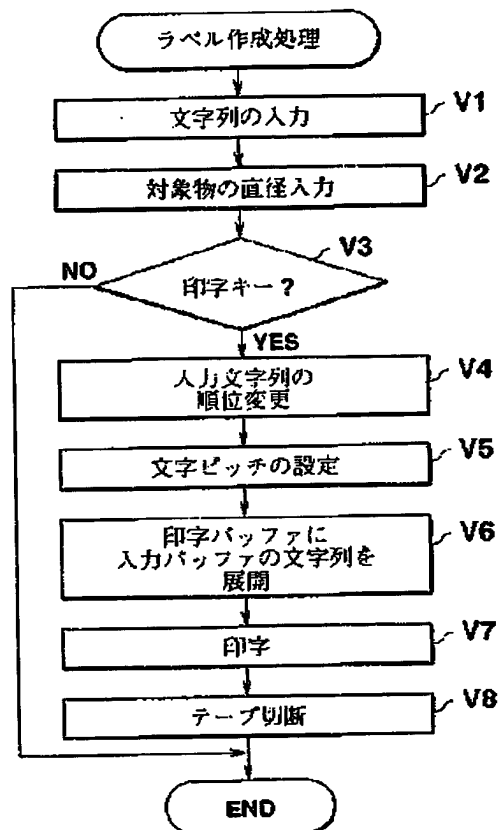 ラベル作成処理
V1
文字列の入力
V2
対象物の直径入力
V3
NO
印字キー?
YES
V4
入力文字列の
順位変更
V5
文字ピッチの設定
V6
印字バッファに
入力バッファの文字列を
展開
V7
印字
V8
テープ切断
END